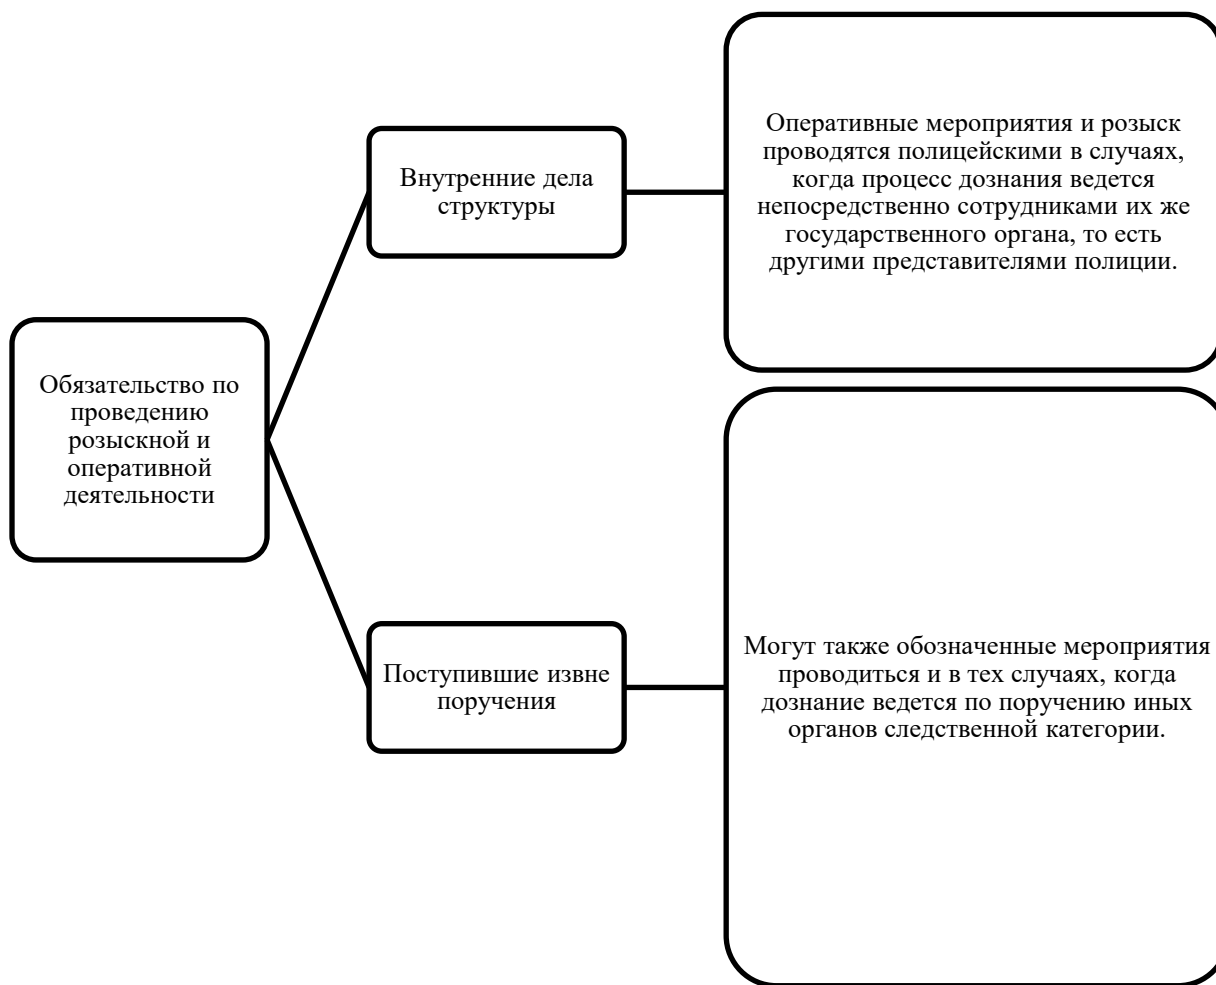 Обязательство по
проведению
розыскной и
оперативной
деятельности
Внутренние дела
структуры
Оперативные мероприятия и розыск
проводятся полицейскими в случаях,
когда процесс дознания ведется
непосредственно сотрудниками их же
государственного органа, то есть
другими представителями полиции.
Поступившие извне
поручения
Могут также обозначенные мероприятия
проводиться и в тех случаях, когда
дознание ведется по поручению иных
органов следственной категории.